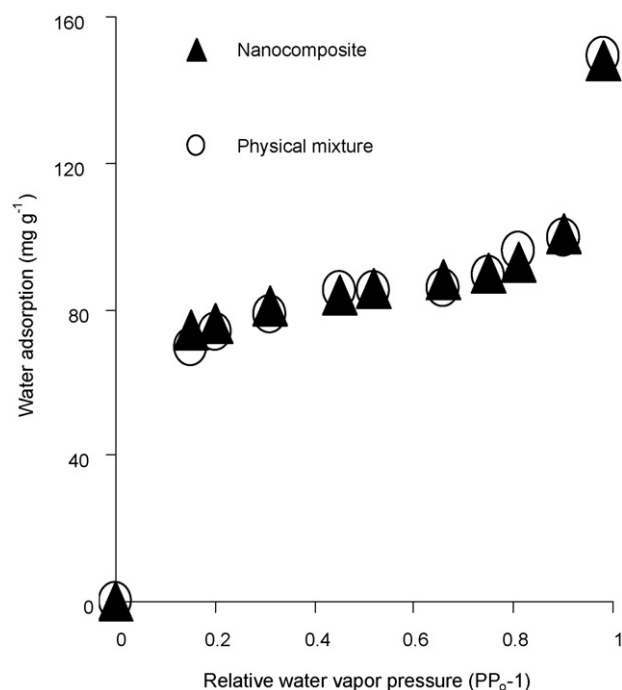 160
Nanocomposite
Physical mixture
120
80
40
0
Water adsorption (mg g⁻¹)
0 0.2 0.4 0.6 0.8 1
Relative water vapor pressure (PPₒ-1)